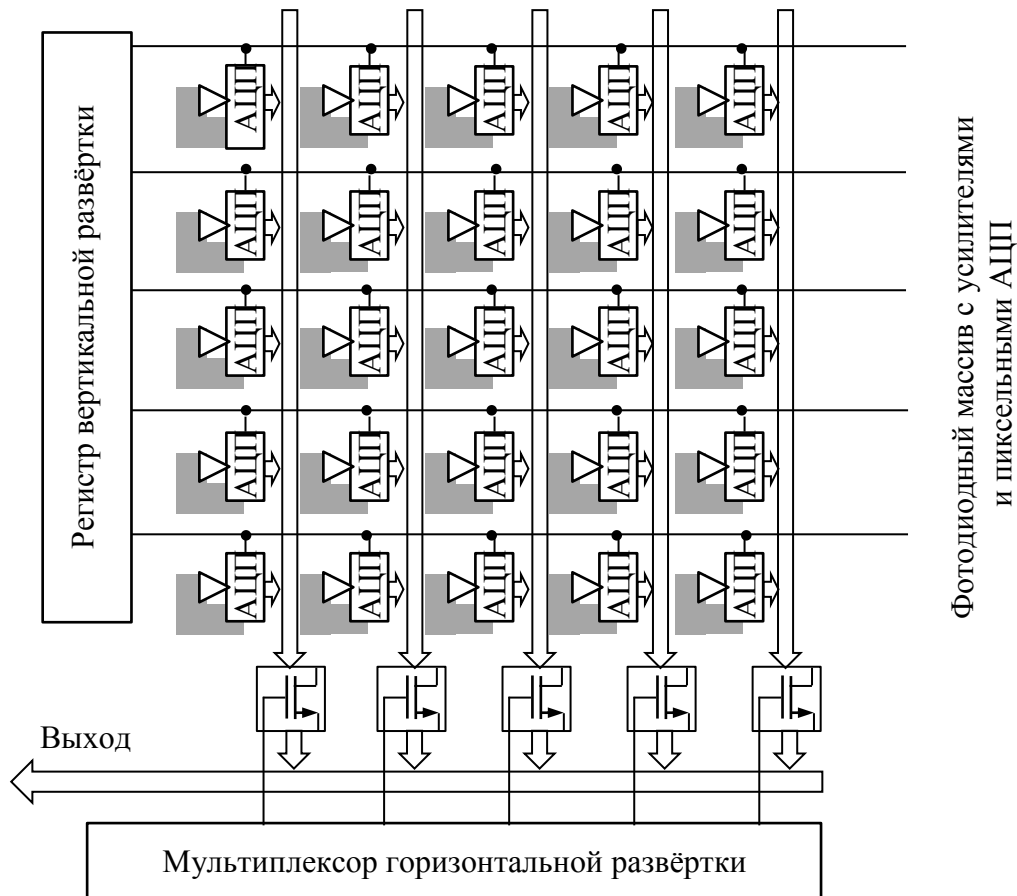 Регистр вертикальной развёртки
АЦП АЦП АЦП АЦП АЦП
АЦП АЦП АЦП АЦП АЦП
АЦП АЦП АЦП АЦП АЦП
АЦП АЦП АЦП АЦП АЦП
АЦП АЦП АЦП АЦП АЦП
Фотодиодный массив с усилителями
и пиксельными АЦП
Выход
Мультиплексор горизонтальной развёртки